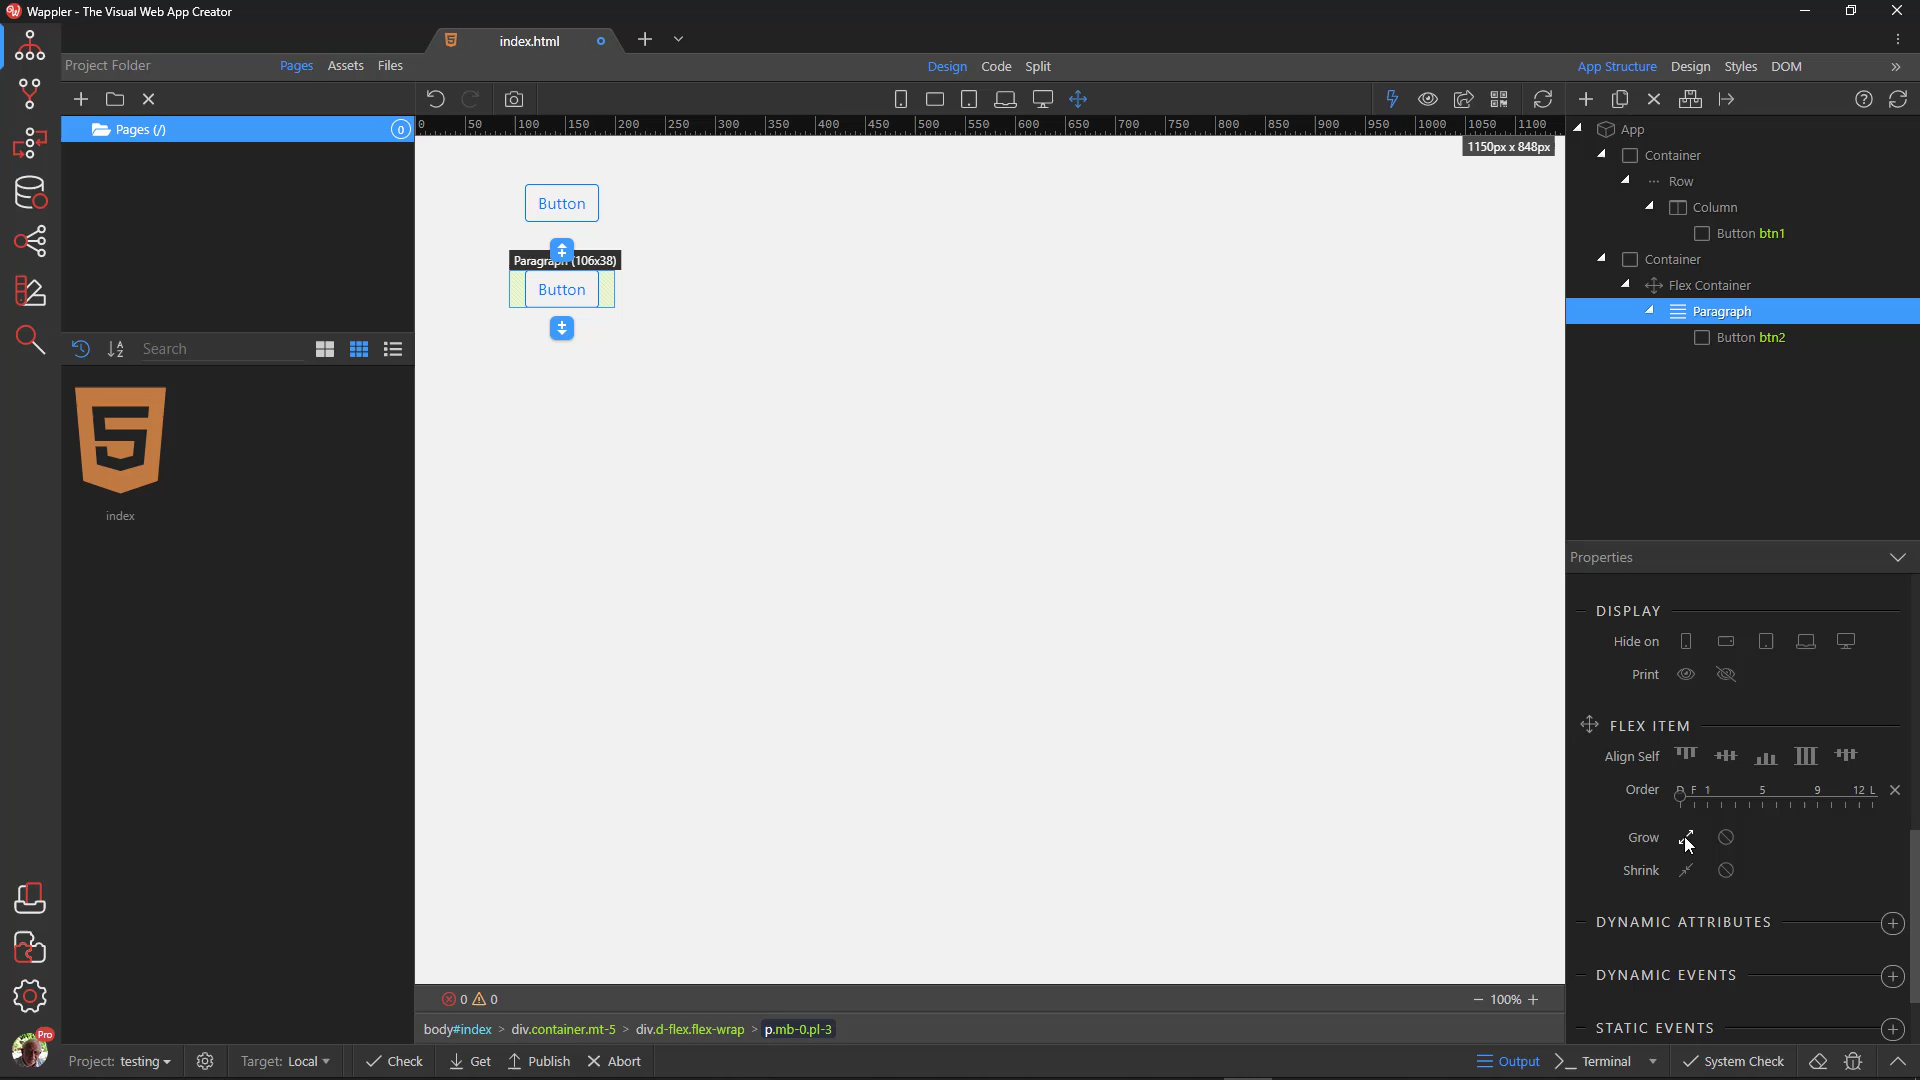 Wappler - The Visual Web App Creator
index.html
Project Folder
Pages Assets Files
Design Code Split
App Structure Design Styles DOM
Pages (/)
0
0 50 100 150 200 250 300 350 400 450 500 550 600 650 700 750 800 850 900 950 1000 1050 1100
1150px x 848px
App
Container
Row
Column
Button btn1
Container
Flex Container
Paragraph
Button btn2
Button
Paragraph (106x38)
Button
Search
index
Properties
DISPLAY
Hide on
Print
FLEX ITEM
Align Self
Order D F 1 5 9 12 L
Grow
Shrink
DYNAMIC ATTRIBUTES
DYNAMIC EVENTS
STATIC EVENTS
0 0
100%
body#index > div.container.mt-5 > div.d-flex.flex-wrap > p.mb-0.pl-3
Pro
Project: testing
Target: Local
Check Get Publish Abort
Output Terminal System Check